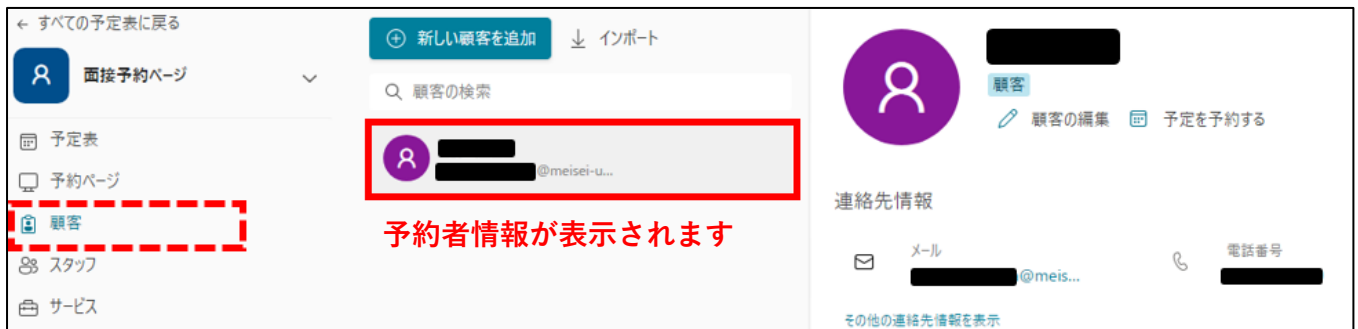 ← すべての予定表に戻る
面接予約ページ
予定表
予約ページ
顧客
スタッフ
サービス
新しい顧客を追加
インポート
顧客の検索
@meisei-u...
予約者情報が表示されます
顧客
顧客の編集
予定を予約する
連絡先情報
メール
@meis...
電話番号
その他の連絡先情報を表示